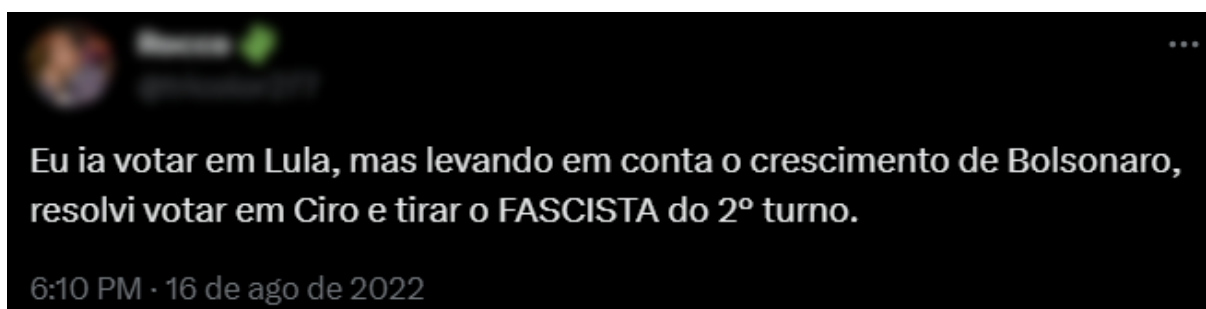 Eu ia votar em Lula, mas levando em conta o crescimento de Bolsonaro,
resolvi votar em Ciro e tirar o FASCISTA do 2º turno.
6:10 PM · 16 de ago de 2022